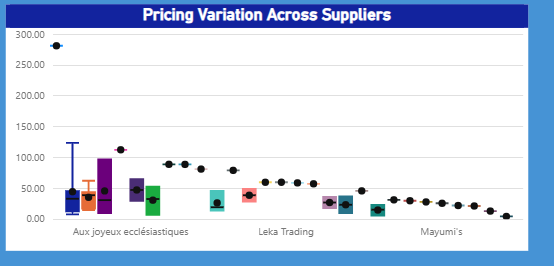 Pricing Variation Across Suppliers
300.00
250.00
200.00
150.00
100.00
50.00
0.00
Aux joyeux ecclésiastiques
Leka Trading
Mayumi's